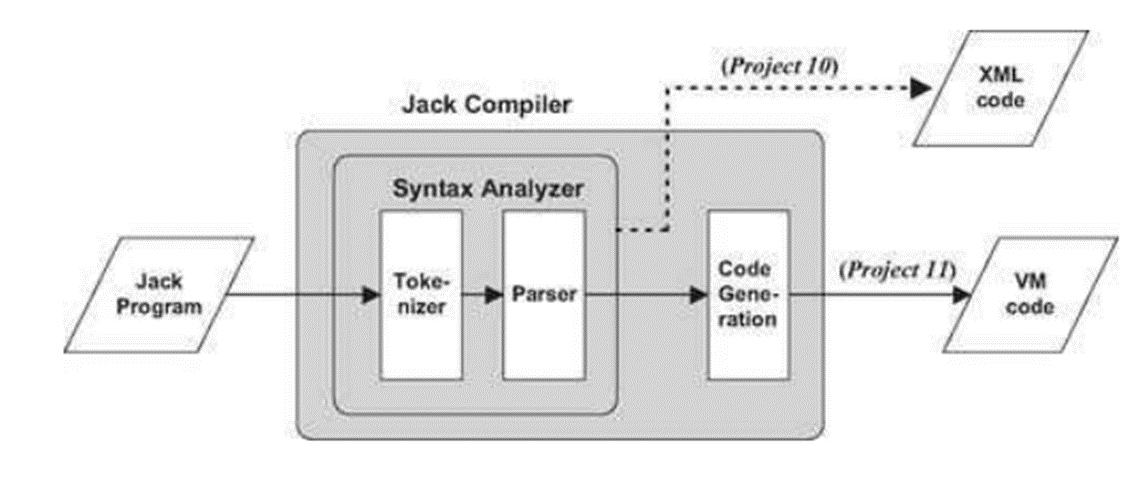 (Project 10)
XML
code
Jack Compiler
Syntax Analyzer
Jack
Program
Toke-
nizer
Parser
Code
Gene-
ration
(Project 11)
VM
code